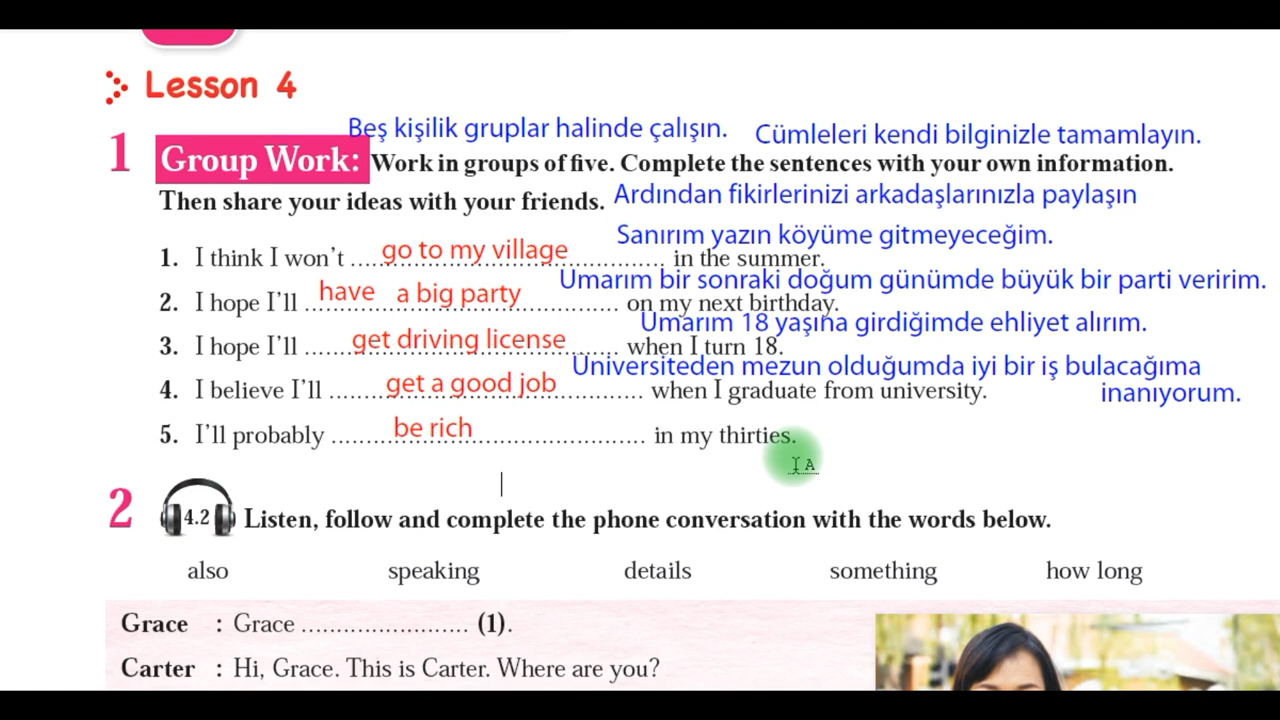 Lesson 4
Beş kişilik gruplar halinde çalışın. Cümleleri kendi bilginizle tamamlayın.
1 Group Work: Work in groups of five. Complete the sentences with your own information.
Then share your ideas with your friends. Ardından fikirlerinizi arkadaşlarınızla paylaşın
Sanırım yazın köyüme gitmeyeceğim.
1. I think I won't ....go to my village.............. in the summer.
Umarım bir sonraki doğum günümde büyük bir parti veririm.
2. I hope I'll ..have a big party.............. on my next birthday.
Umarım 18 yaşına girdiğimde ehliyet alırım.
3. I hope I'll .......get driving license........ when I turn 18.
Üniversiteden mezun olduğumda iyi bir iş bulacağıma
4. I believe I'll ........get a good job............. when I graduate from university. inanıyorum.
5. I'll probably .........be rich......................... in my thirties.
A
2 4.2 Listen, follow and complete the phone conversation with the words below.
also speaking details something how long
Grace : Grace ........................ (1).
Carter : Hi, Grace. This is Carter. Where are you?